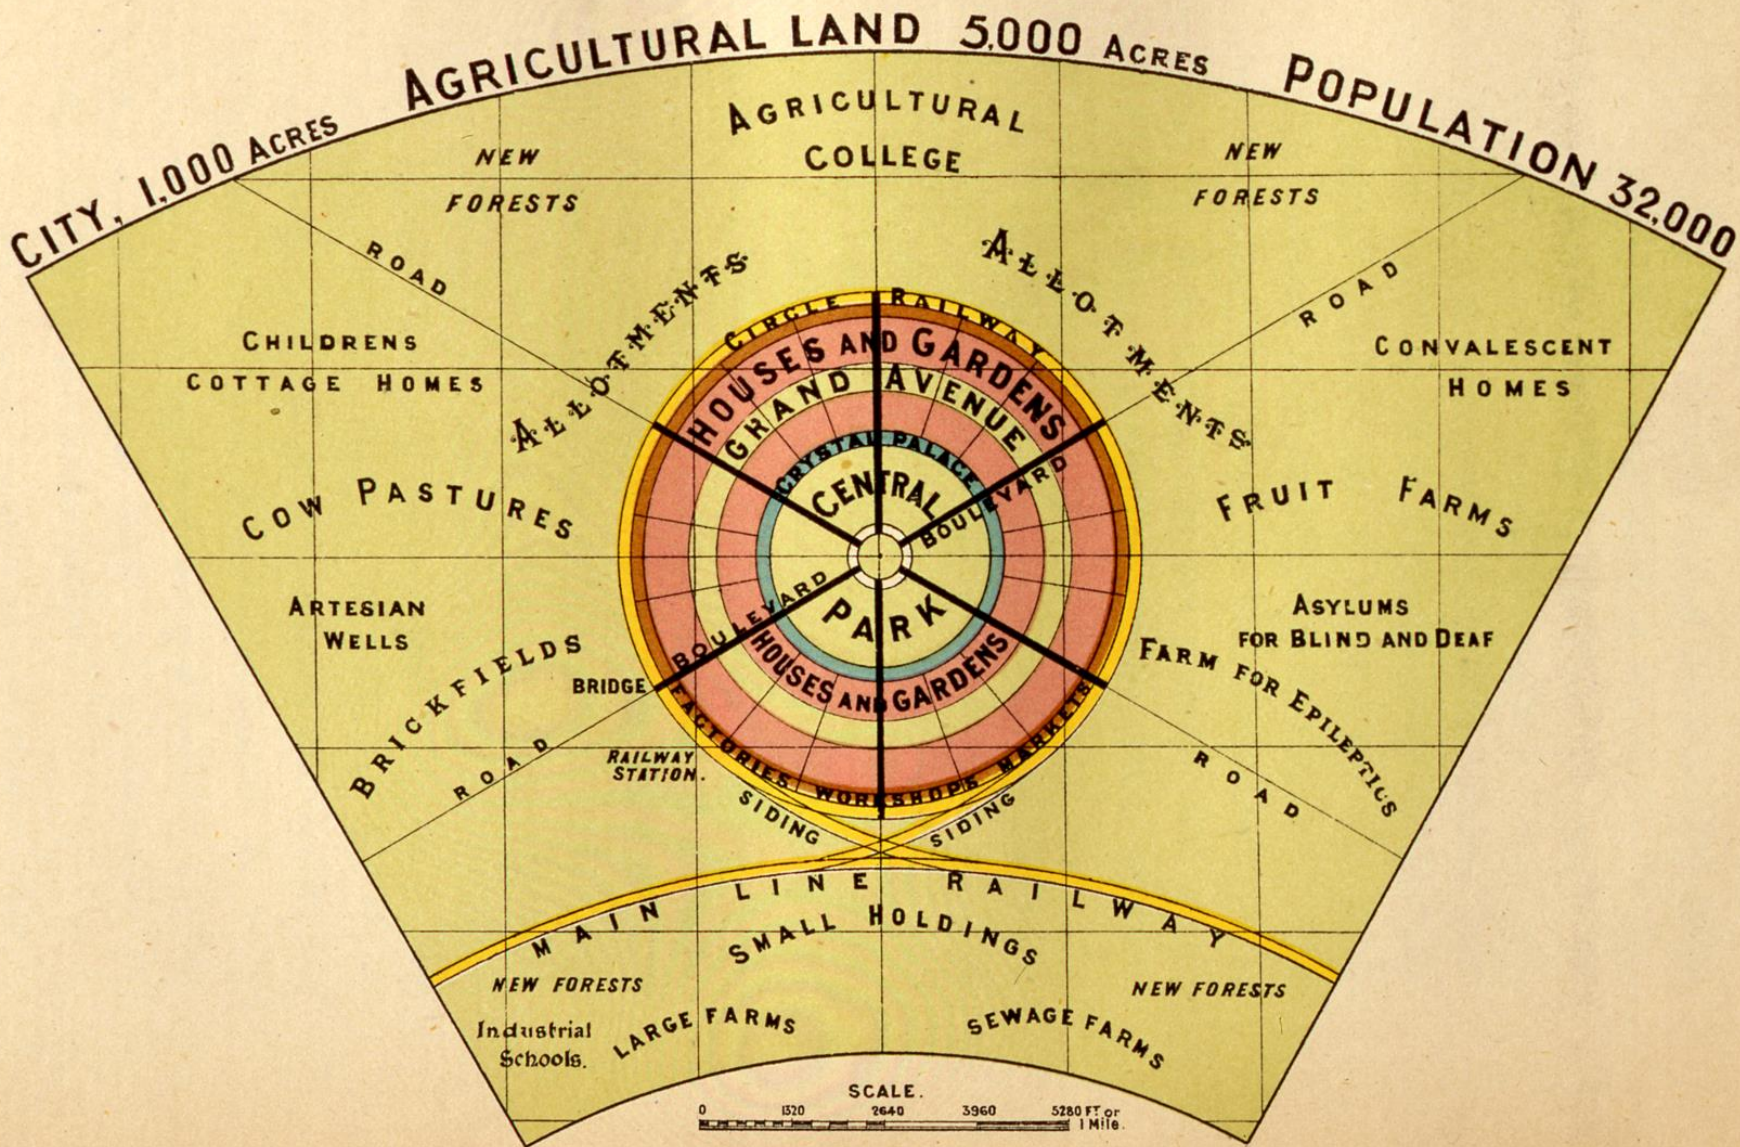 CITY, 1,000 ACRES AGRICULTURAL LAND 5,000 ACRES POPULATION 32,000
AGRICULTURAL
COLLEGE
NEW
FORESTS
NEW
FORESTS
ROAD
ROAD
ALLOTMENTS
ALLOTMENTS
CHILDRENS
COTTAGE HOMES
CONVALESCENT
HOMES
CIRCLE RAILWAY
HOUSES AND GARDENS
GRAND AVENUE
CRYSTAL PALACE
CENTRAL
PARK
BOULEVARD
BOULEVARD
COW PASTURES
FRUIT FARMS
ARTESIAN
WELLS
ASYLUMS
FOR BLIND AND DEAF
BRICKFIELDS
FARM FOR EPILEPTICS
HOUSES AND GARDENS
BRIDGE
FACTORIES WORKSHOPS MARKETS
ROAD
ROAD
RAILWAY
STATION.
SIDING
SIDING
MAIN LINE RAILWAY
SMALL HOLDINGS
NEW FORESTS
NEW FORESTS
Industrial
Schools.
LARGE FARMS
SEWAGE FARMS
SCALE.
0 1320 2640 3960 5280 FT or
1 Mile.